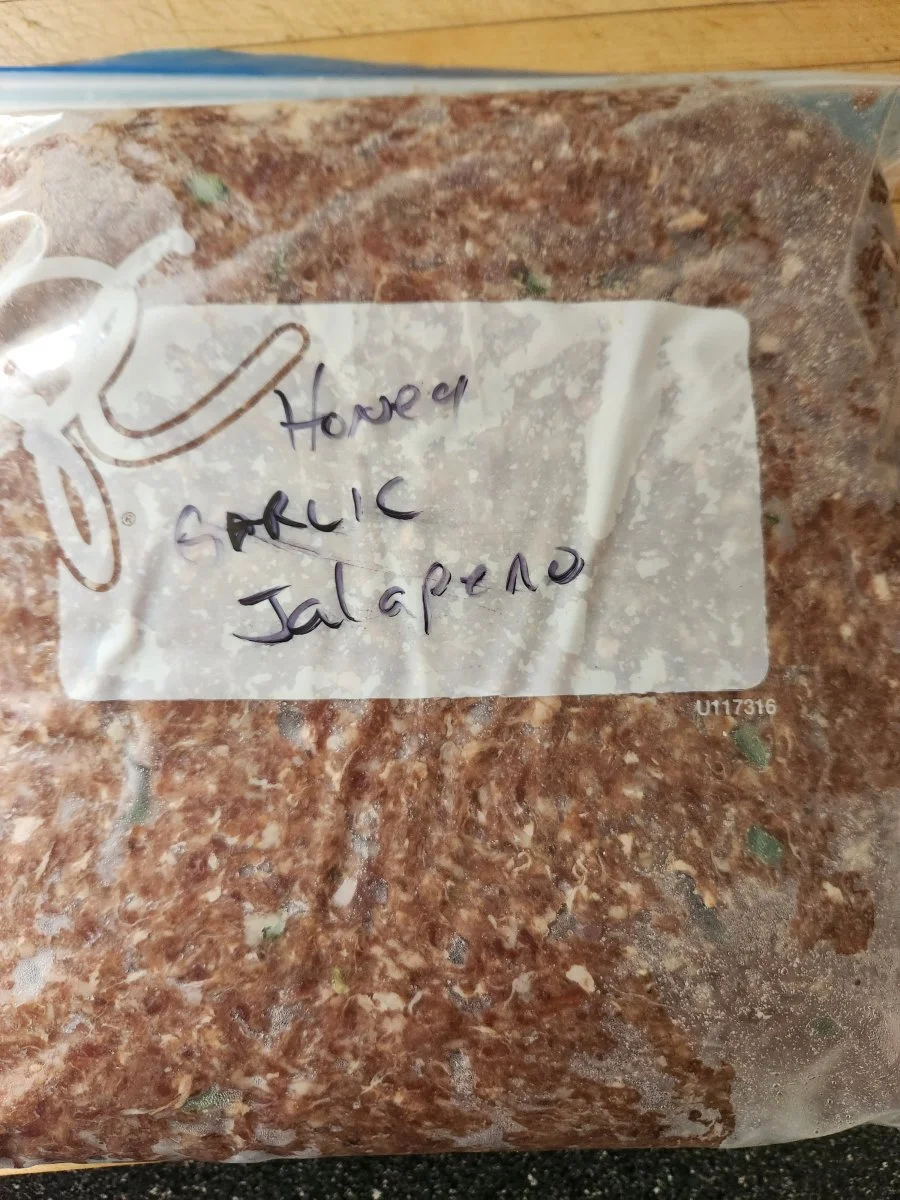 Honey
GARLIC
Jalapeno
®
U117316